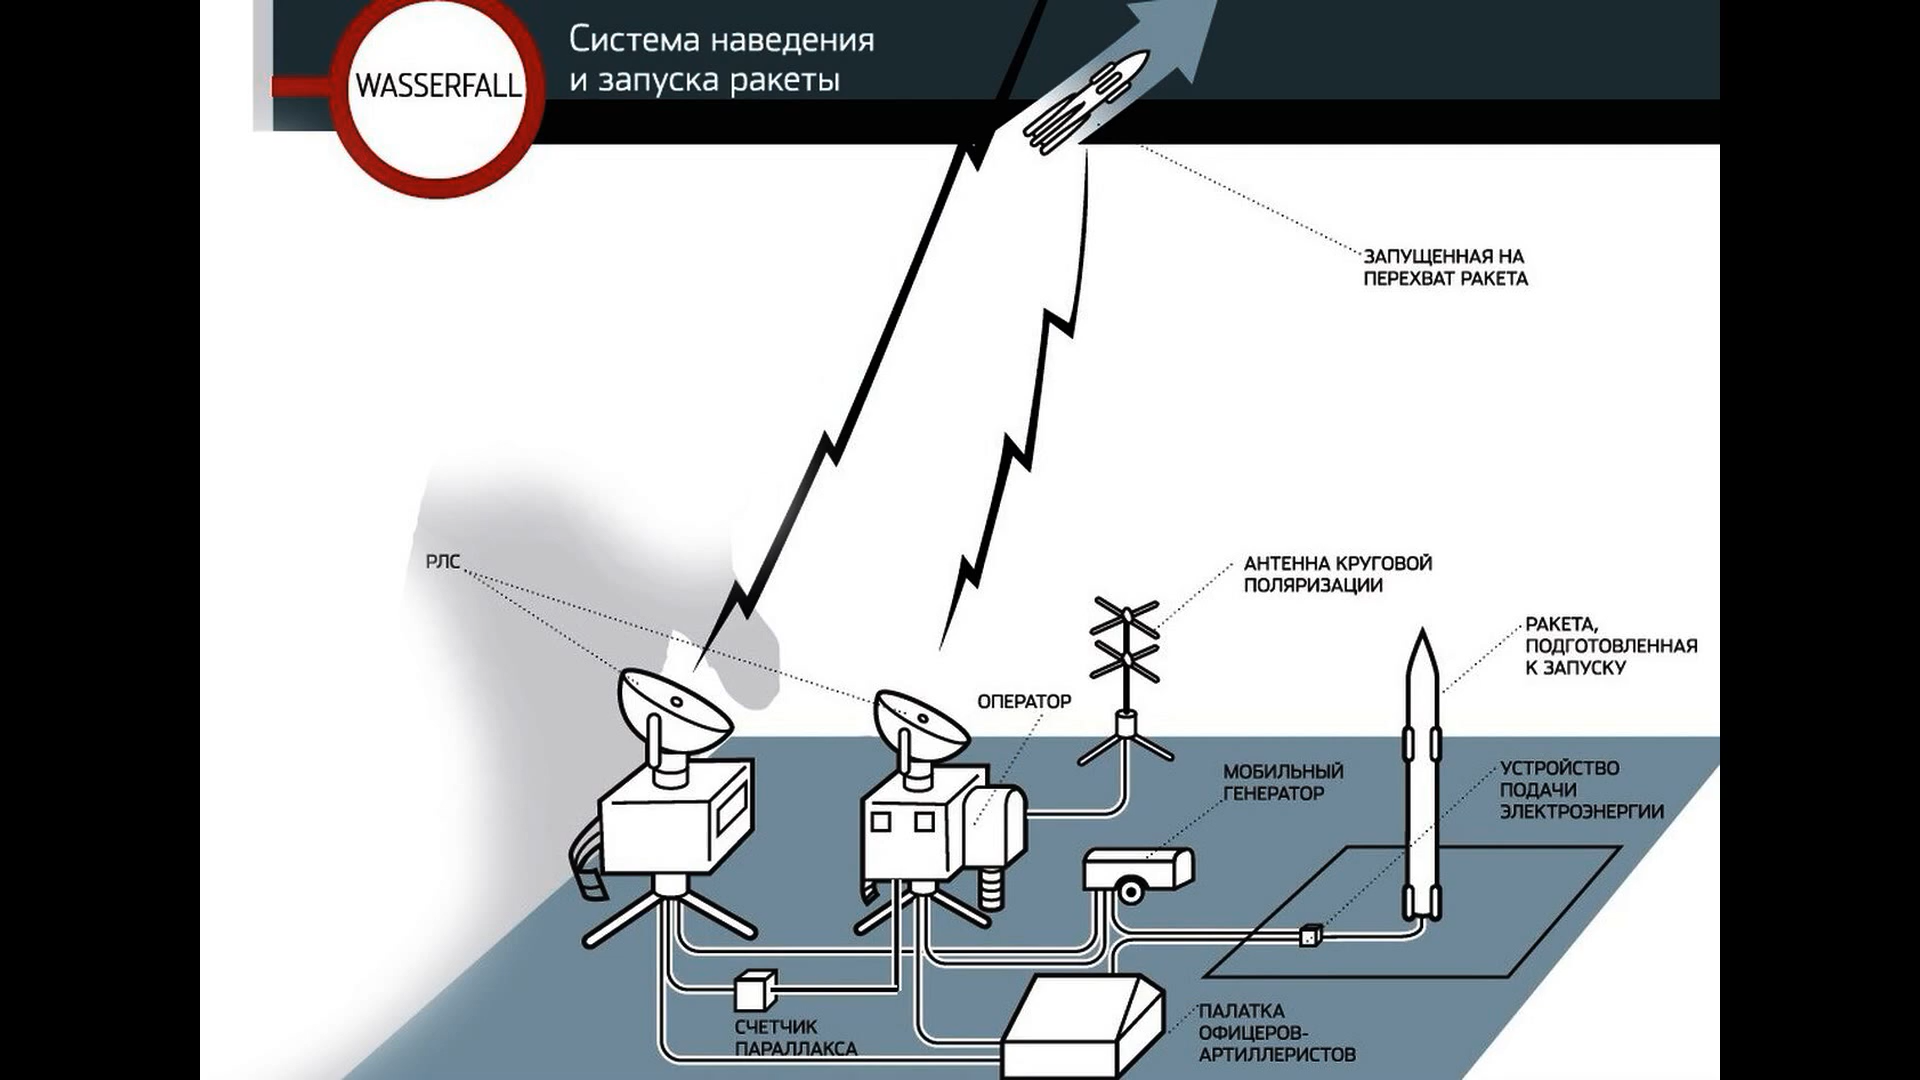 WASSERFALL
Система наведения
и запуска ракеты
ЗАПУЩЕННАЯ НА
ПЕРЕХВАТ РАКЕТА
РЛС
АНТЕННА КРУГОВОЙ
ПОЛЯРИЗАЦИИ
РАКЕТА,
ПОДГОТОВЛЕННАЯ
К ЗАПУСКУ
ОПЕРАТОР
МОБИЛЬНЫЙ
ГЕНЕРАТОР
УСТРОЙСТВО
ПОДАЧИ
ЭЛЕКТРОЭНЕРГИИ
СЧЕТЧИК
ПАРАЛЛАКСА
ПАЛАТКА
ОФИЦЕРОВ-
АРТИЛЛЕРИСТОВ